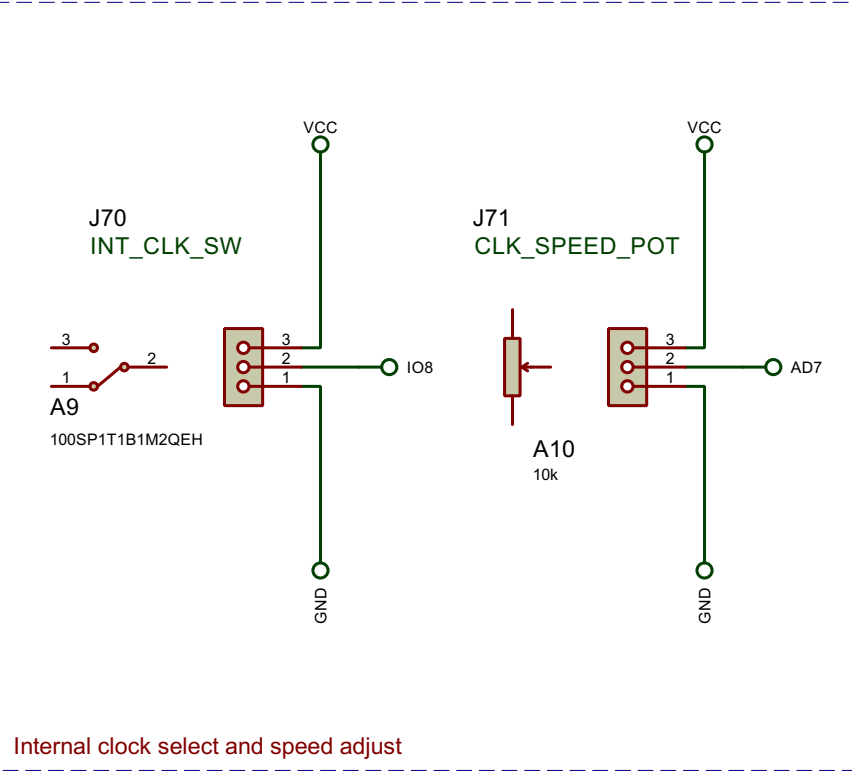 VCC
VCC
J70
INT_CLK_SW
J71
CLK_SPEED_POT
3
2
1
A9
100SP1T1B1M2QEH
3
2
1
IO8
3
2
1
AD7
A10
10k
GND
GND
Internal clock select and speed adjust